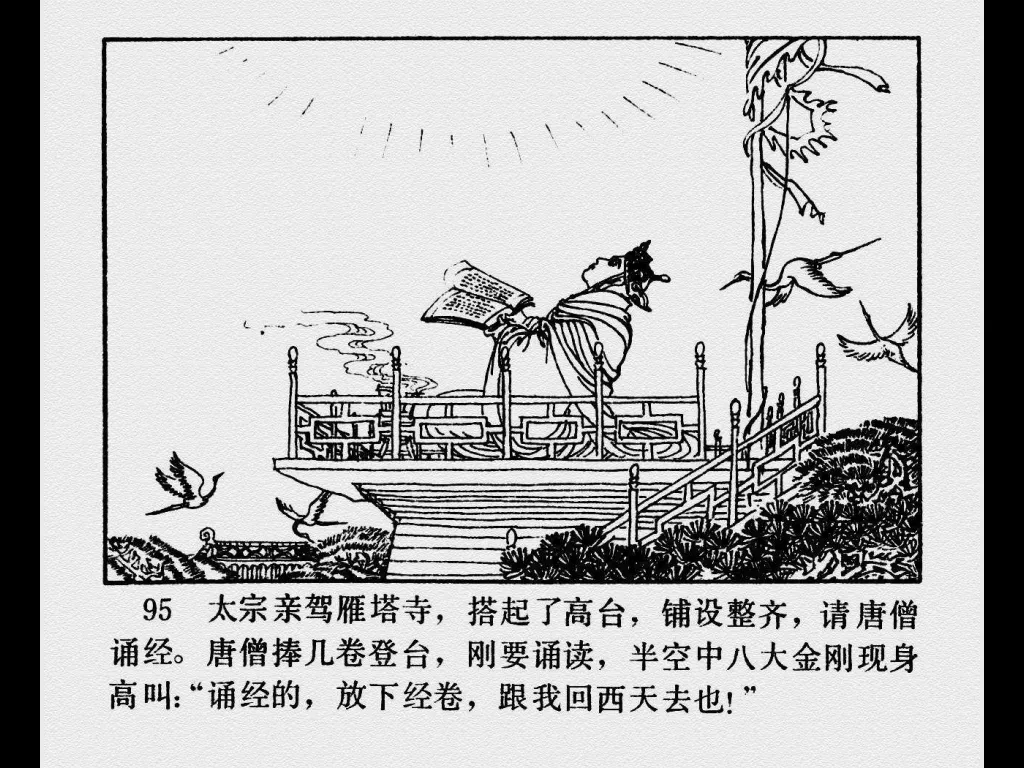 95 太宗亲驾雁塔寺，搭起了高台，铺设整齐，请唐僧
诵经。唐僧捧几卷登台，刚要诵读，半空中八大金刚现身
高叫：“诵经的，放下经卷，跟我回西天去也！”